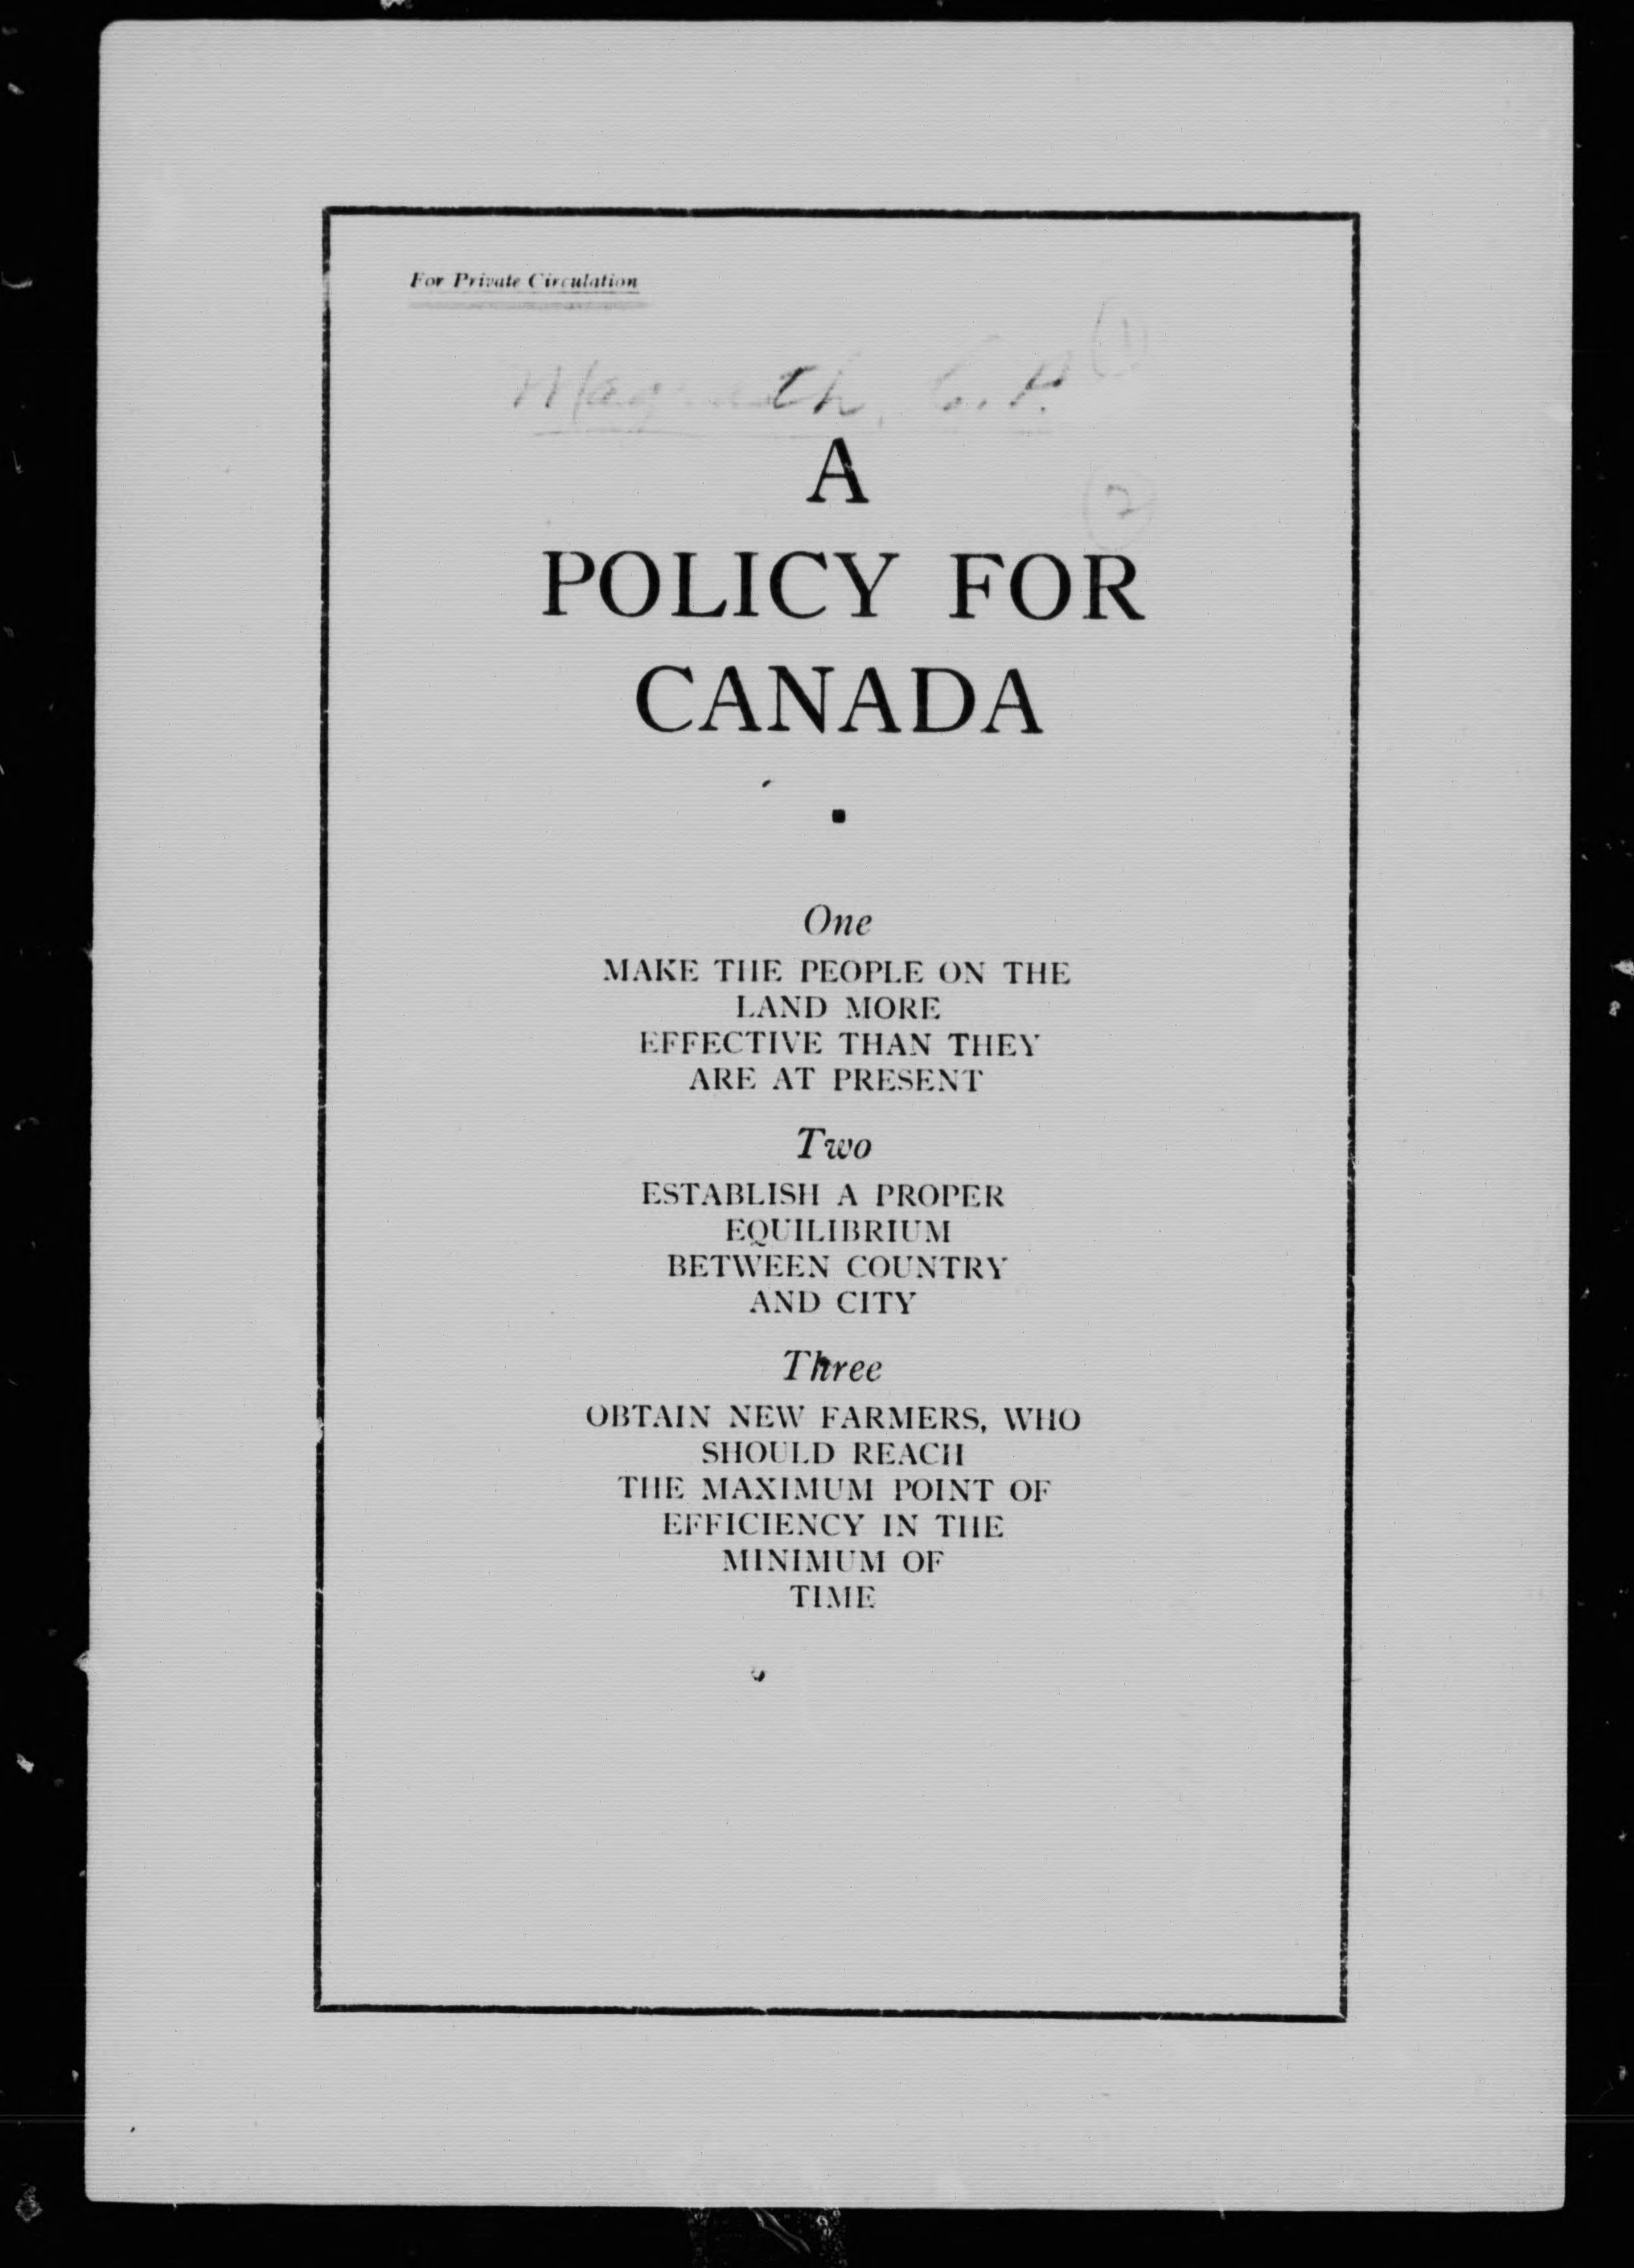 For Private Circulation
(1)
C. A.
A
(2)
POLICY FOR
CANADA
One
MAKE THE PEOPLE ON THE
LAND MORE
EFFECTIVE THAN THEY
ARE AT PRESENT
Two
ESTABLISH A PROPER
EQUILIBRIUM
BETWEEN COUNTRY
AND CITY
Three
OBTAIN NEW FARMERS, WHO
SHOULD REACH
THE MAXIMUM POINT OF
EFFICIENCY IN THE
MINIMUM OF
TIME